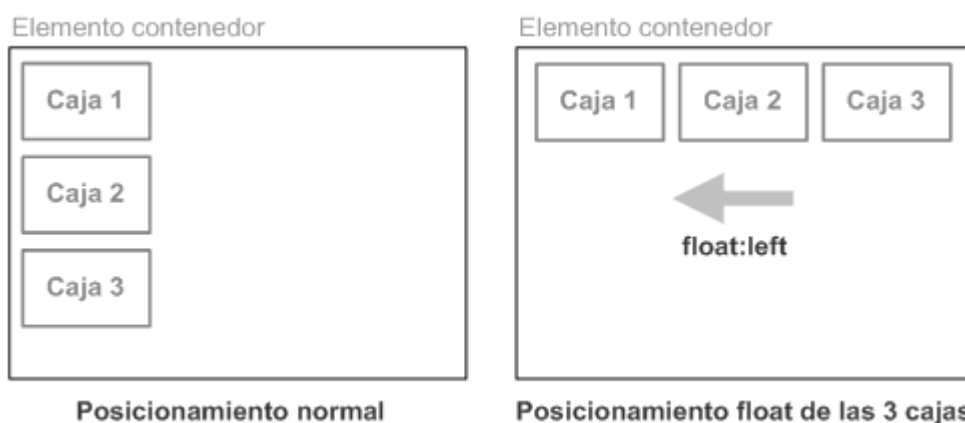 Elemento contenedor
Caja 1
Caja 2
Caja 3
Posicionamiento normal
Elemento contenedor
Caja 1 Caja 2 Caja 3
float:left
Posicionamiento float de las 3 cajas